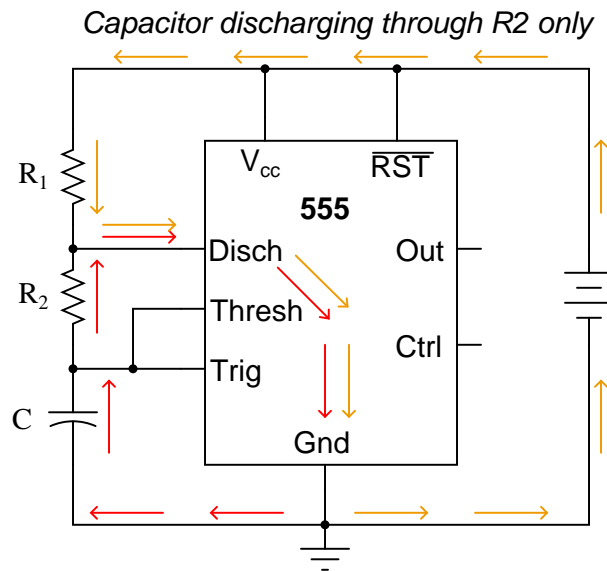 Capacitor discharging through R2 only
Vcc
RST
R1
555
Disch
Out
R2
Thresh
Ctrl
Trig
C
Gnd